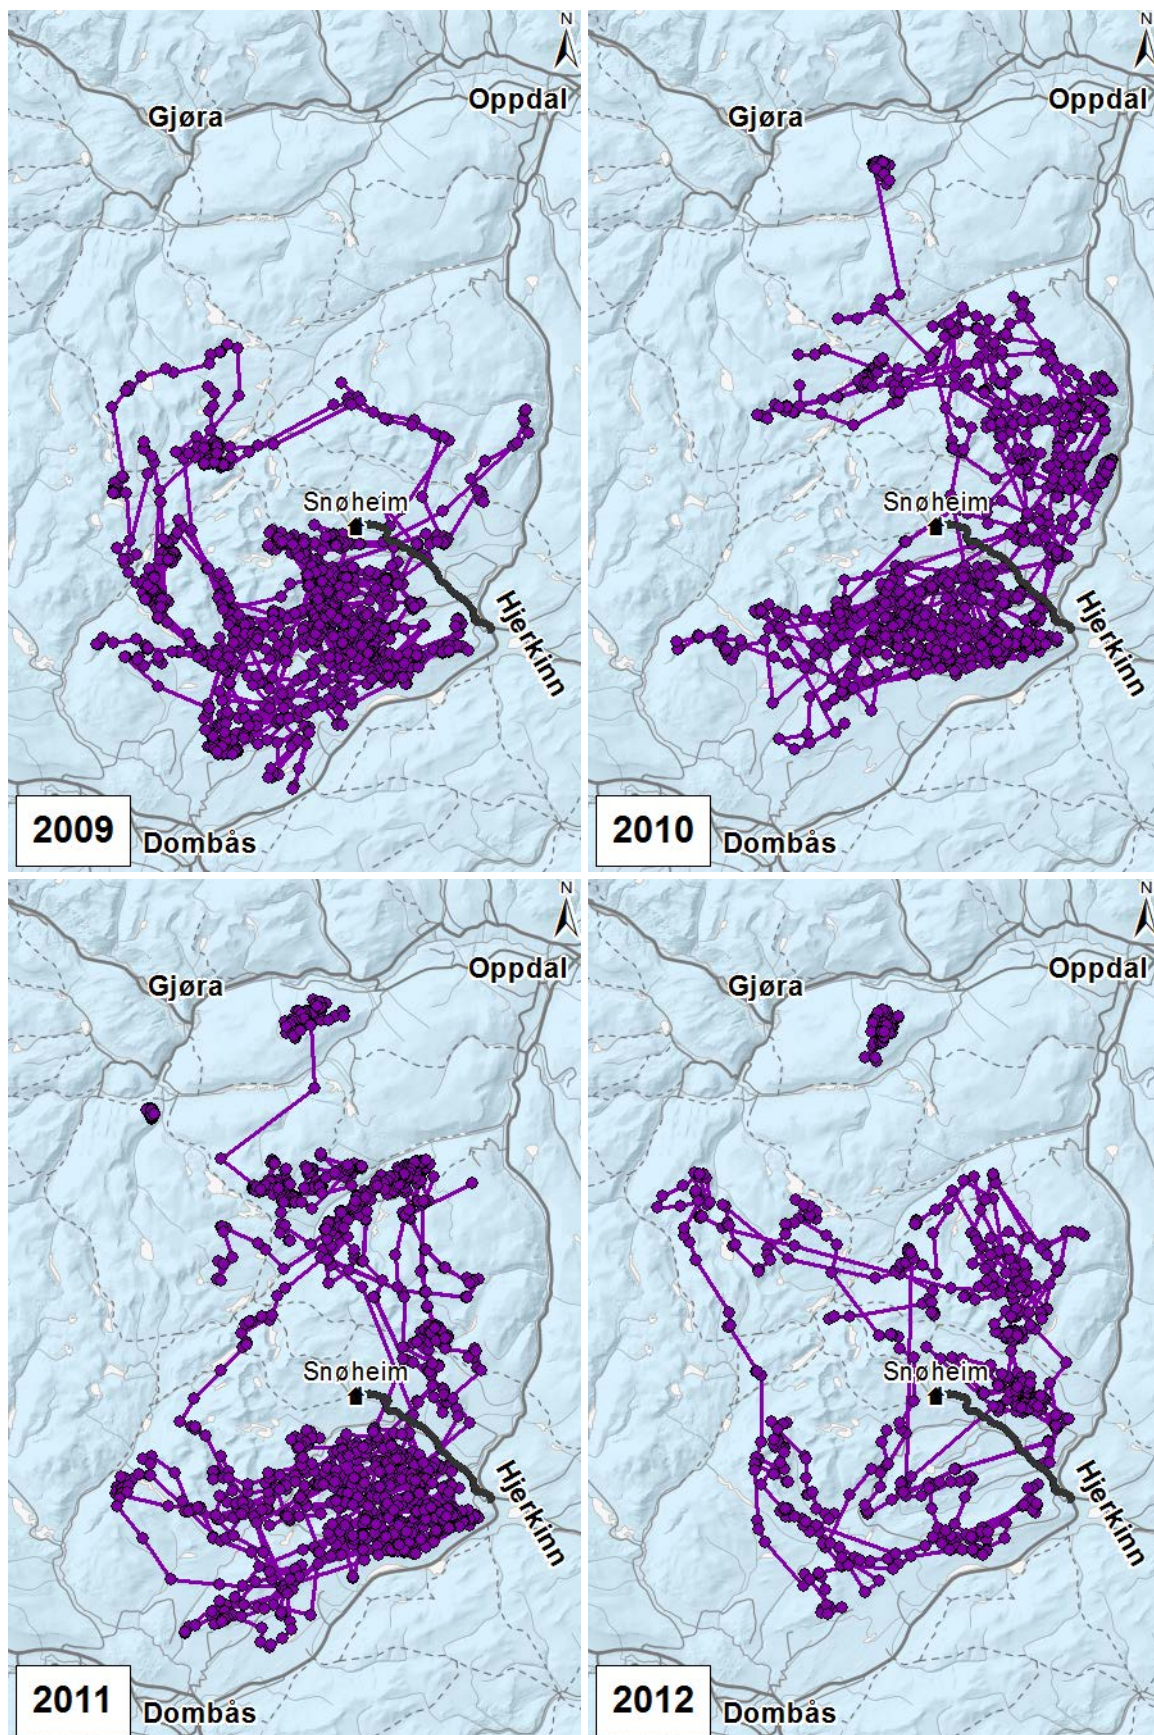 N
Oppdal
Gjøra
Snøheim
Hjerkinn
2009
Dombås
N
Oppdal
Gjøra
Snøheim
Hjerkinn
2010
Dombås
N
Oppdal
Gjøra
Snøheim
Hjerkinn
2011
Dombås
N
Oppdal
Gjøra
Snøheim
Hjerkinn
2012
Dombås